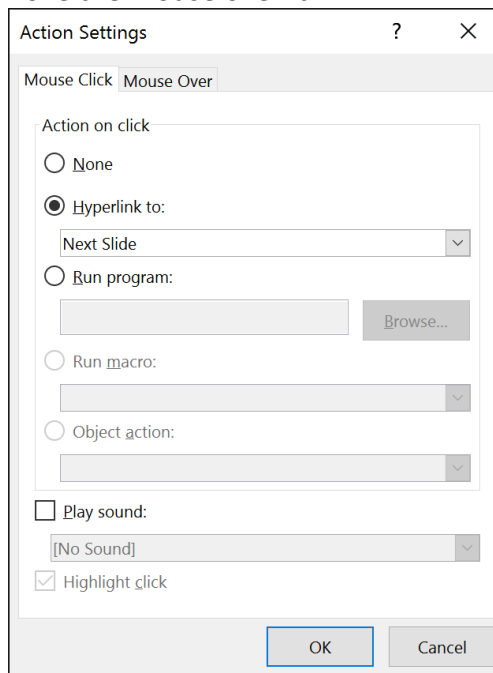 Action Settings ? ×
Mouse Click Mouse Over
Action on click
None
Hyperlink to:
Next Slide
Run program:
Browse...
Run macro:
Object action:
Play sound:
[No Sound]
Highlight click
OK Cancel